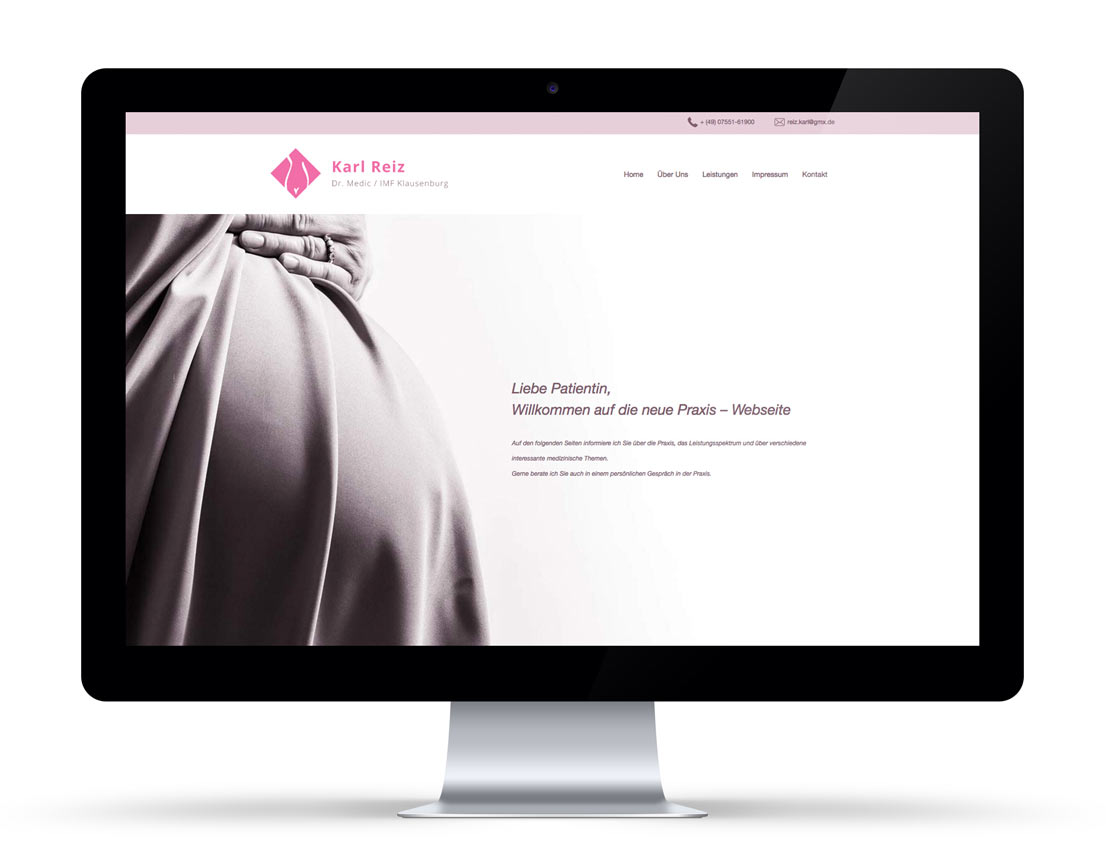 + (49) 07551-61900 reiz.karl@gmx.de
Karl Reiz
Dr. Medic / IMF Klausenburg
Home Über Uns Leistungen Impressum Kontakt
Liebe Patientin,
Willkommen auf die neue Praxis – Webseite
Auf den folgenden Seiten informiere ich Sie über die Praxis, das Leistungsspektrum und über verschiedene
interessante medizinische Themen.
Gerne berate ich Sie auch in einem persönlichen Gespräch in der Praxis.